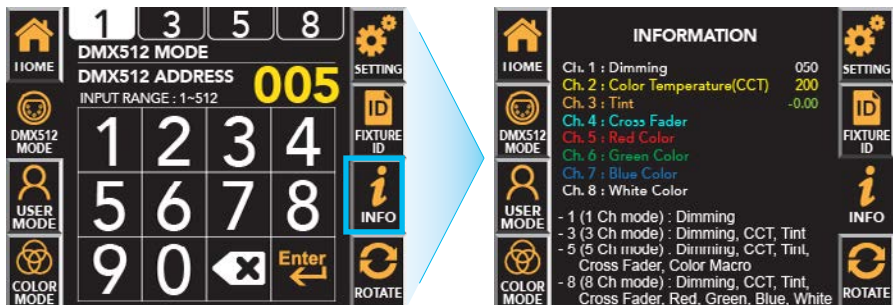 1 3 5 8
HOME
DMX512 MODE
SETTING
DMX512 ADDRESS
005
INPUT RANGE : 1~512
DMX512
MODE
1 2 3 4
ID
FIXTURE
ID
USER
MODE
5 6 7 8
i
INFO
COLOR
MODE
9 0 Enter
ROTATE
HOME
INFORMATION
SETTING
Ch. 1 : Dimming 050
Ch. 2 : Color Temperature(CCT) 200
Ch. 3 : Tint -0.00
Ch. 4 : Cross Fader
Ch. 5 : Red Color
Ch. 6 : Green Color
Ch. 7 : Blue Color
Ch. 8 : White Color
DMX512
MODE
ID
FIXTURE
ID
USER
MODE
i
INFO
- 1 (1 Ch mode) : Dimming
- 3 (3 Ch mode) : Dimming, CCT, Tint
- 5 (5 Ch mode) : Dimming, CCT, Tint,
Cross Fader, Color Macro
- 8 (8 Ch mode) : Dimming, CCT, Tint,
Cross Fader, Red, Green, Blue, White
COLOR
MODE
ROTATE